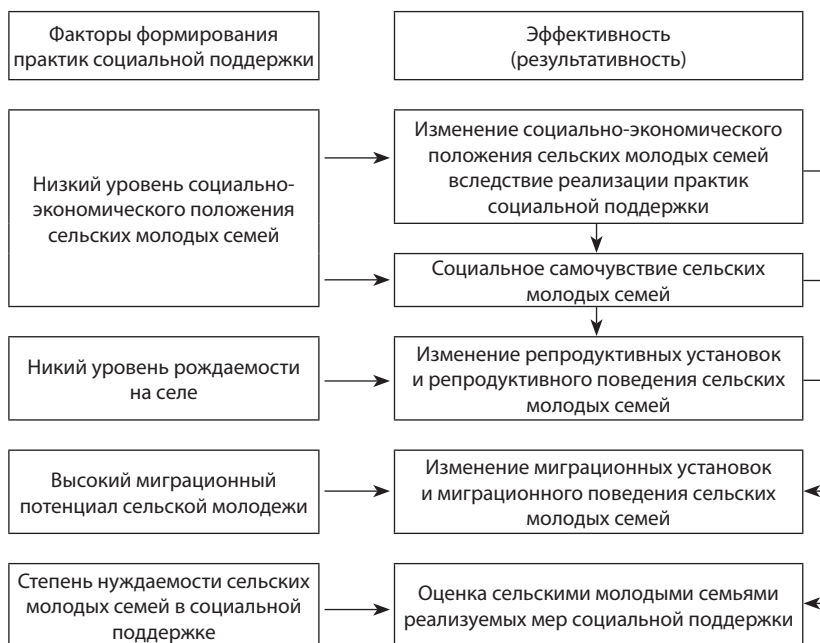 Факторы формирования
практик социальной поддержки
Эффективность
(результативность)
Низкий уровень социально-
экономического положения
сельских молодых семей
Изменение социально-экономического
положения сельских молодых семей
вследствие реализации практик
социальной поддержки
Социальное самочувствие сельских
молодых семей
Никий уровень рождаемости
на селе
Изменение репродуктивных установок
и репродуктивного поведения сельских
молодых семей
Высокий миграционный
потенциал сельской молодежи
Изменение миграционных установок
и миграционного поведения сельских
молодых семей
Степень нуждаемости сельских
молодых семей в социальной
поддержке
Оценка сельскими молодыми семьями
реализуемых мер социальной поддержки